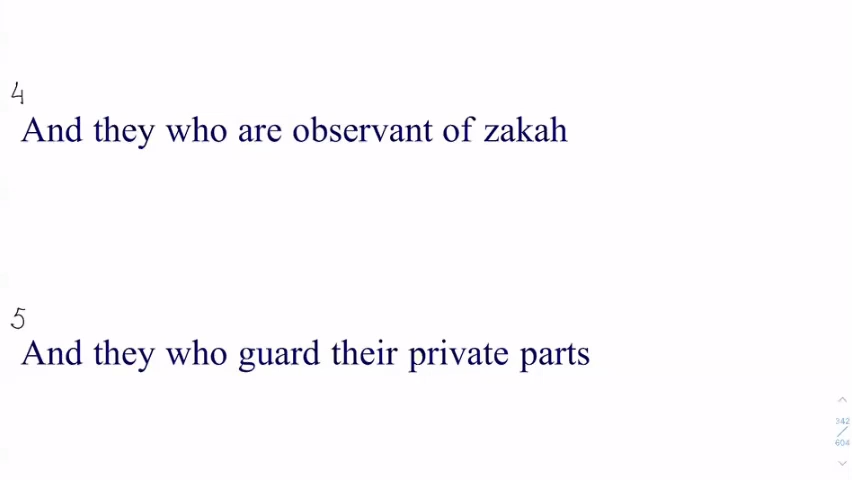 4
And they who are observant of zakah
5
And they who guard their private parts
342
604